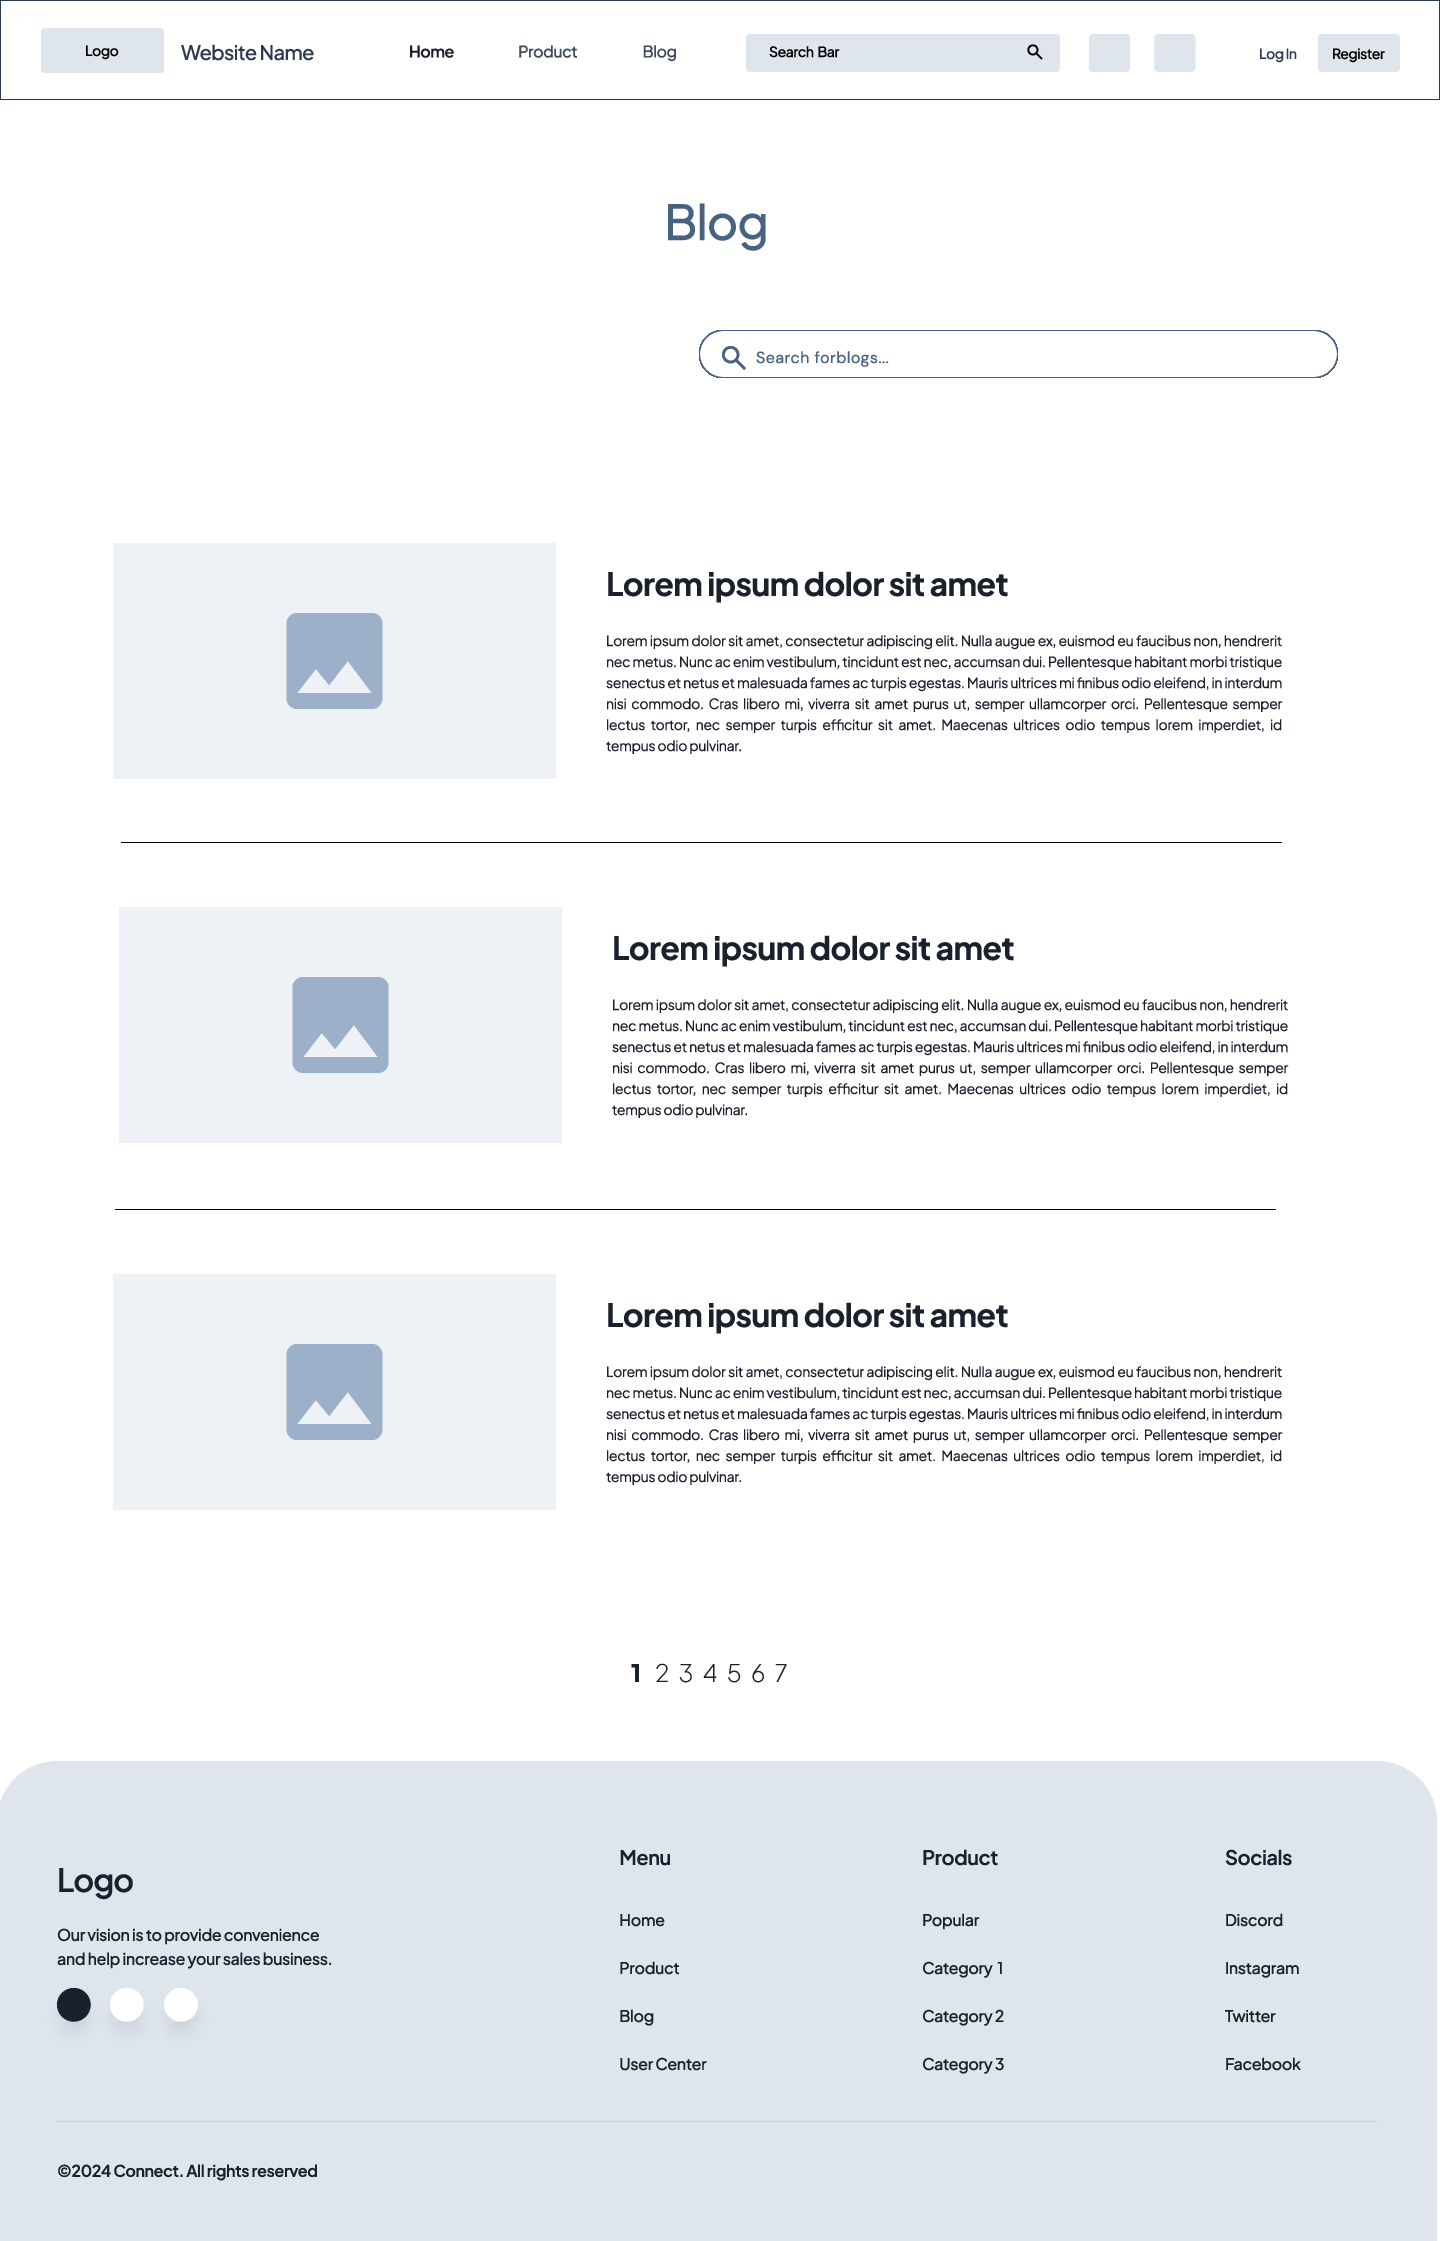 Logo
Website Name
Home
Product
Blog
Search Bar
Log In
Register
Blog
Search forblogs...
Lorem ipsum dolor sit amet
Lorem ipsum dolor sit amet, consectetur adipiscing elit. Nulla augue ex, euismod eu faucibus non, hendrerit
nec metus. Nunc ac enim vestibulum, tincidunt est nec, accumsan dui. Pellentesque habitant morbi tristique
senectus et netus et malesuada fames ac turpis egestas. Mauris ultrices mi finibus odio eleifend, in interdum
nisi commodo. Cras libero mi, viverra sit amet purus ut, semper ullamcorper orci. Pellentesque semper
lectus tortor, nec semper turpis efficitur sit amet. Maecenas ultrices odio tempus lorem imperdiet, id
tempus odio pulvinar.
Lorem ipsum dolor sit amet
Lorem ipsum dolor sit amet, consectetur adipiscing elit. Nulla augue ex, euismod eu faucibus non, hendrerit
nec metus. Nunc ac enim vestibulum, tincidunt est nec, accumsan dui. Pellentesque habitant morbi tristique
senectus et netus et malesuada fames ac turpis egestas. Mauris ultrices mi finibus odio eleifend, in interdum
nisi commodo. Cras libero mi, viverra sit amet purus ut, semper ullamcorper orci. Pellentesque semper
lectus tortor, nec semper turpis efficitur sit amet. Maecenas ultrices odio tempus lorem imperdiet, id
tempus odio pulvinar.
Lorem ipsum dolor sit amet
Lorem ipsum dolor sit amet, consectetur adipiscing elit. Nulla augue ex, euismod eu faucibus non, hendrerit
nec metus. Nunc ac enim vestibulum, tincidunt est nec, accumsan dui. Pellentesque habitant morbi tristique
senectus et netus et malesuada fames ac turpis egestas. Mauris ultrices mi finibus odio eleifend, in interdum
nisi commodo. Cras libero mi, viverra sit amet purus ut, semper ullamcorper orci. Pellentesque semper
lectus tortor, nec semper turpis efficitur sit amet. Maecenas ultrices odio tempus lorem imperdiet, id
tempus odio pulvinar.
1 2 3 4 5 6 7
Logo
Our vision is to provide convenience
and help increase your sales business.
Menu
Home
Product
Blog
User Center
Product
Popular
Category 1
Category 2
Category 3
Socials
Discord
Instagram
Twitter
Facebook
©2024 Connect. All rights reserved